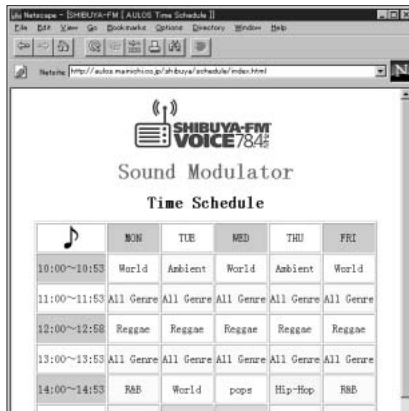 Netscape - [SHIBUYA-FM [ AULOS Time Schedule ]]
File Edit View Go Bookmarks Options Directory Window Help
Netsite: http://aulos.mainichi.co.jp/shibuya/schedule/index.html
N
SHIBUYA-FM
VOICE78.4
Sound Modulator
Time Schedule
MON TUE WED THU FRI
10:00~10:53 World Ambient World Ambient World
11:00~11:53 All Genre All Genre All Genre All Genre All Genre
12:00~12:58 Reggae Reggae Reggae Reggae Reggae
13:00~13:53 All Genre All Genre All Genre All Genre All Genre
14:00~14:53 R&B World pops Hip-Hop R&B